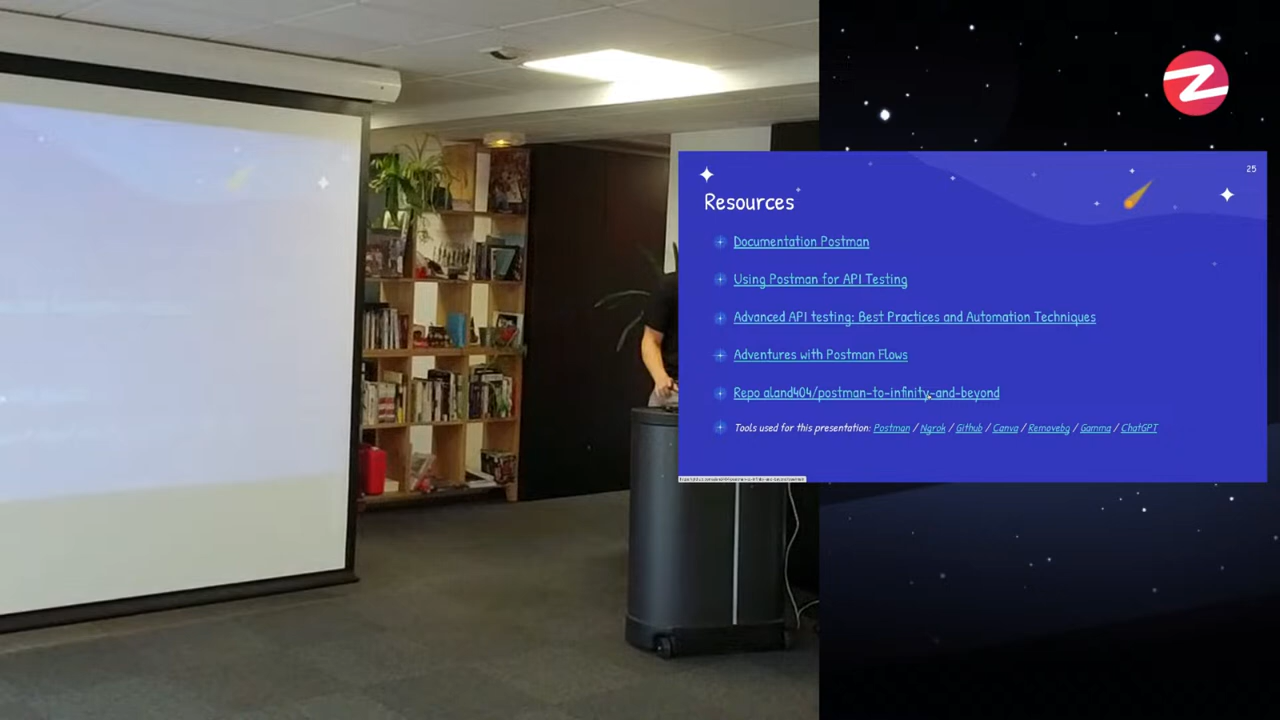 25
Resources
Documentation Postman
Using Postman for API Testing
Advanced API testing: Best Practices and Automation Techniques
Adventures with Postman Flows
Repo aland404/postman-to-infinity-and-beyond
Tools used for this presentation: Postman / Ngrok / Github / Canva / Removebg / Gamma / ChatGPT